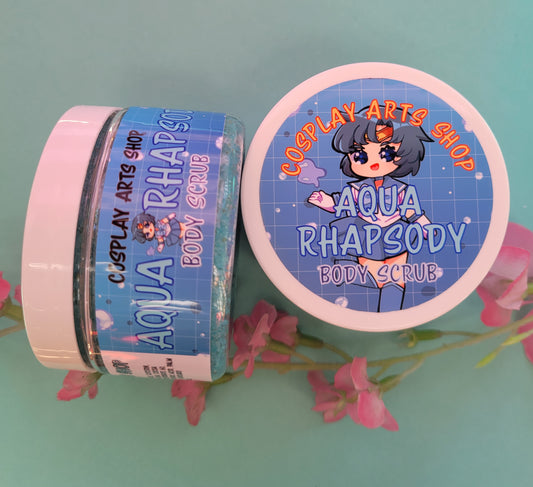 COSPLAY ARTS SHOP
AQUA RHAPSODY
BODY SCRUB
COSPLAY ARTS SHOP
AQUA
RHAPSODY
BODY SCRUB